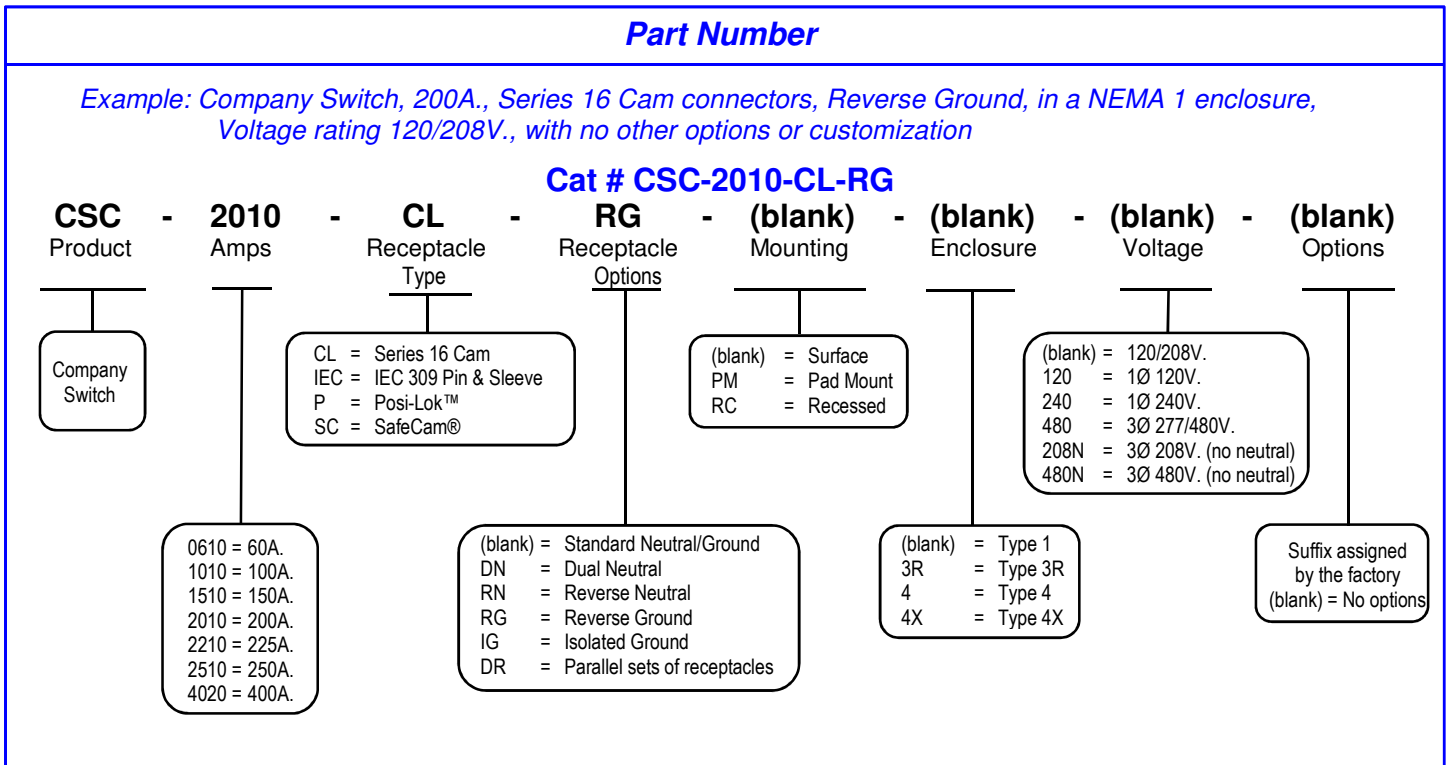 Part Number
Example: Company Switch, 200A., Series 16 Cam connectors, Reverse Ground, in a NEMA 1 enclosure,
Voltage rating 120/208V., with no other options or customization
Cat # CSC-2010-CL-RG
CSC - 2010 - CL - RG - (blank) - (blank) - (blank) - (blank)
Product Amps Receptacle Receptacle Mounting Enclosure Voltage Options
Type Options
Company
Switch
CL = Series 16 Cam
IEC = IEC 309 Pin & Sleeve
P = Posi-Lok™
SC = SafeCam®
(blank) = Surface
PM = Pad Mount
RC = Recessed
(blank) = 120/208V.
120 = 1Ø 120V.
240 = 1Ø 240V.
480 = 3Ø 277/480V.
208N = 3Ø 208V. (no neutral)
480N = 3Ø 480V. (no neutral)
0610 = 60A.
1010 = 100A.
1510 = 150A.
2010 = 200A.
2210 = 225A.
2510 = 250A.
4020 = 400A.
(blank) = Standard Neutral/Ground
DN = Dual Neutral
RN = Reverse Neutral
RG = Reverse Ground
IG = Isolated Ground
DR = Parallel sets of receptacles
(blank) = Type 1
3R = Type 3R
4 = Type 4
4X = Type 4X
Suffix assigned
by the factory
(blank) = No options